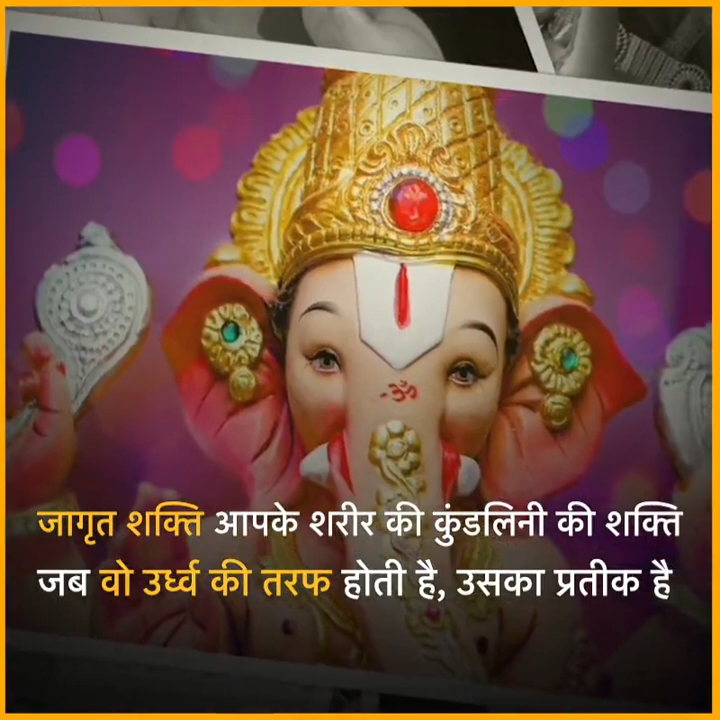 ॐ
जागृत शक्ति आपके शरीर की कुंडलिनी की शक्ति
जब वो उर्ध्व की तरफ होती है, उसका प्रतीक है